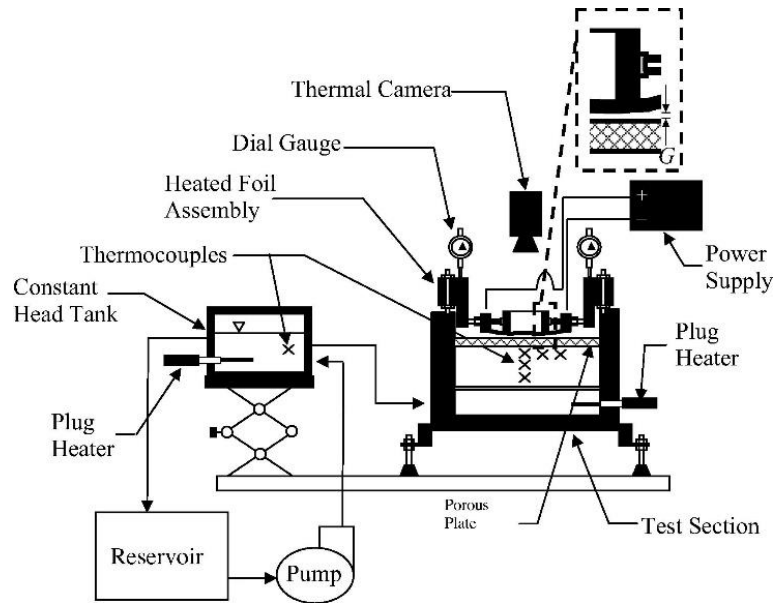 Thermal Camera
Dial Gauge
Heated Foil
Assembly
Thermocouples
Constant
Head Tank
Plug
Heater
Reservoir
Pump
G
+
Power
Supply
Plug
Heater
Porous
Plate
Test Section